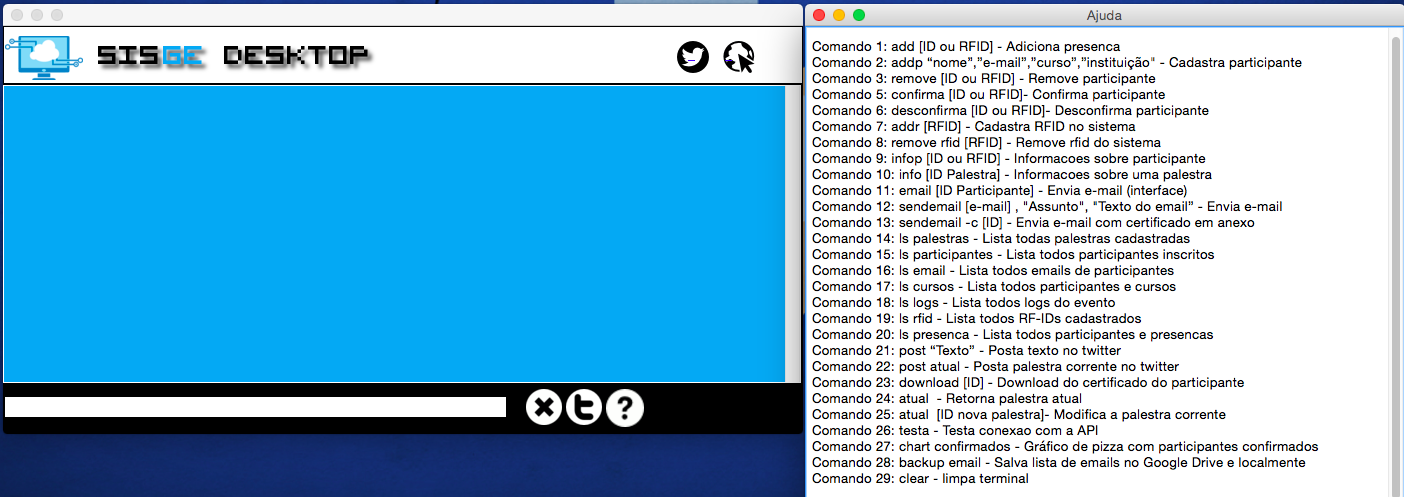 SISGE DESKTOP
Ajuda
Comando 1: add [ID ou RFID] - Adiciona presenca
Comando 2: addp “nome”,”e-mail”,”curso”,”instituição" - Cadastra participante
Comando 3: remove [ID ou RFID] - Remove participante
Comando 5: confirma [ID ou RFID]- Confirma participante
Comando 6: desconfirma [ID ou RFID]- Desconfirma participante
Comando 7: addr [RFID] - Cadastra RFID no sistema
Comando 8: remove rfid [RFID] - Remove rfid do sistema
Comando 9: infop [ID ou RFID] - Informacoes sobre participante
Comando 10: info [ID Palestra] - Informacoes sobre uma palestra
Comando 11: email [ID Participante] - Envia e-mail (interface)
Comando 12: sendemail [e-mail] , "Assunto", "Texto do email” - Envia e-mail
Comando 13: sendemail -c [ID] - Envia e-mail com certificado em anexo
Comando 14: ls palestras - Lista todas palestras cadastradas
Comando 15: ls participantes - Lista todos participantes inscritos
Comando 16: ls email - Lista todos emails de participantes
Comando 17: ls cursos - Lista todos participantes e cursos
Comando 18: ls logs - Lista todos logs do evento
Comando 19: ls rfid - Lista todos RF-IDs cadastrados
Comando 20: ls presenca - Lista todos participantes e presencas
Comando 21: post “Texto” - Posta texto no twitter
Comando 22: post atual - Posta palestra corrente no twitter
Comando 23: download [ID] - Download do certificado do participante
Comando 24: atual  - Retorna palestra atual
Comando 25: atual  [ID nova palestra]- Modifica a palestra corrente
Comando 26: testa - Testa conexao com a API
Comando 27: chart confirmados - Gráfico de pizza com participantes confirmados
Comando 28: backup email - Salva lista de emails no Google Drive e localmente
Comando 29: clear - limpa terminal